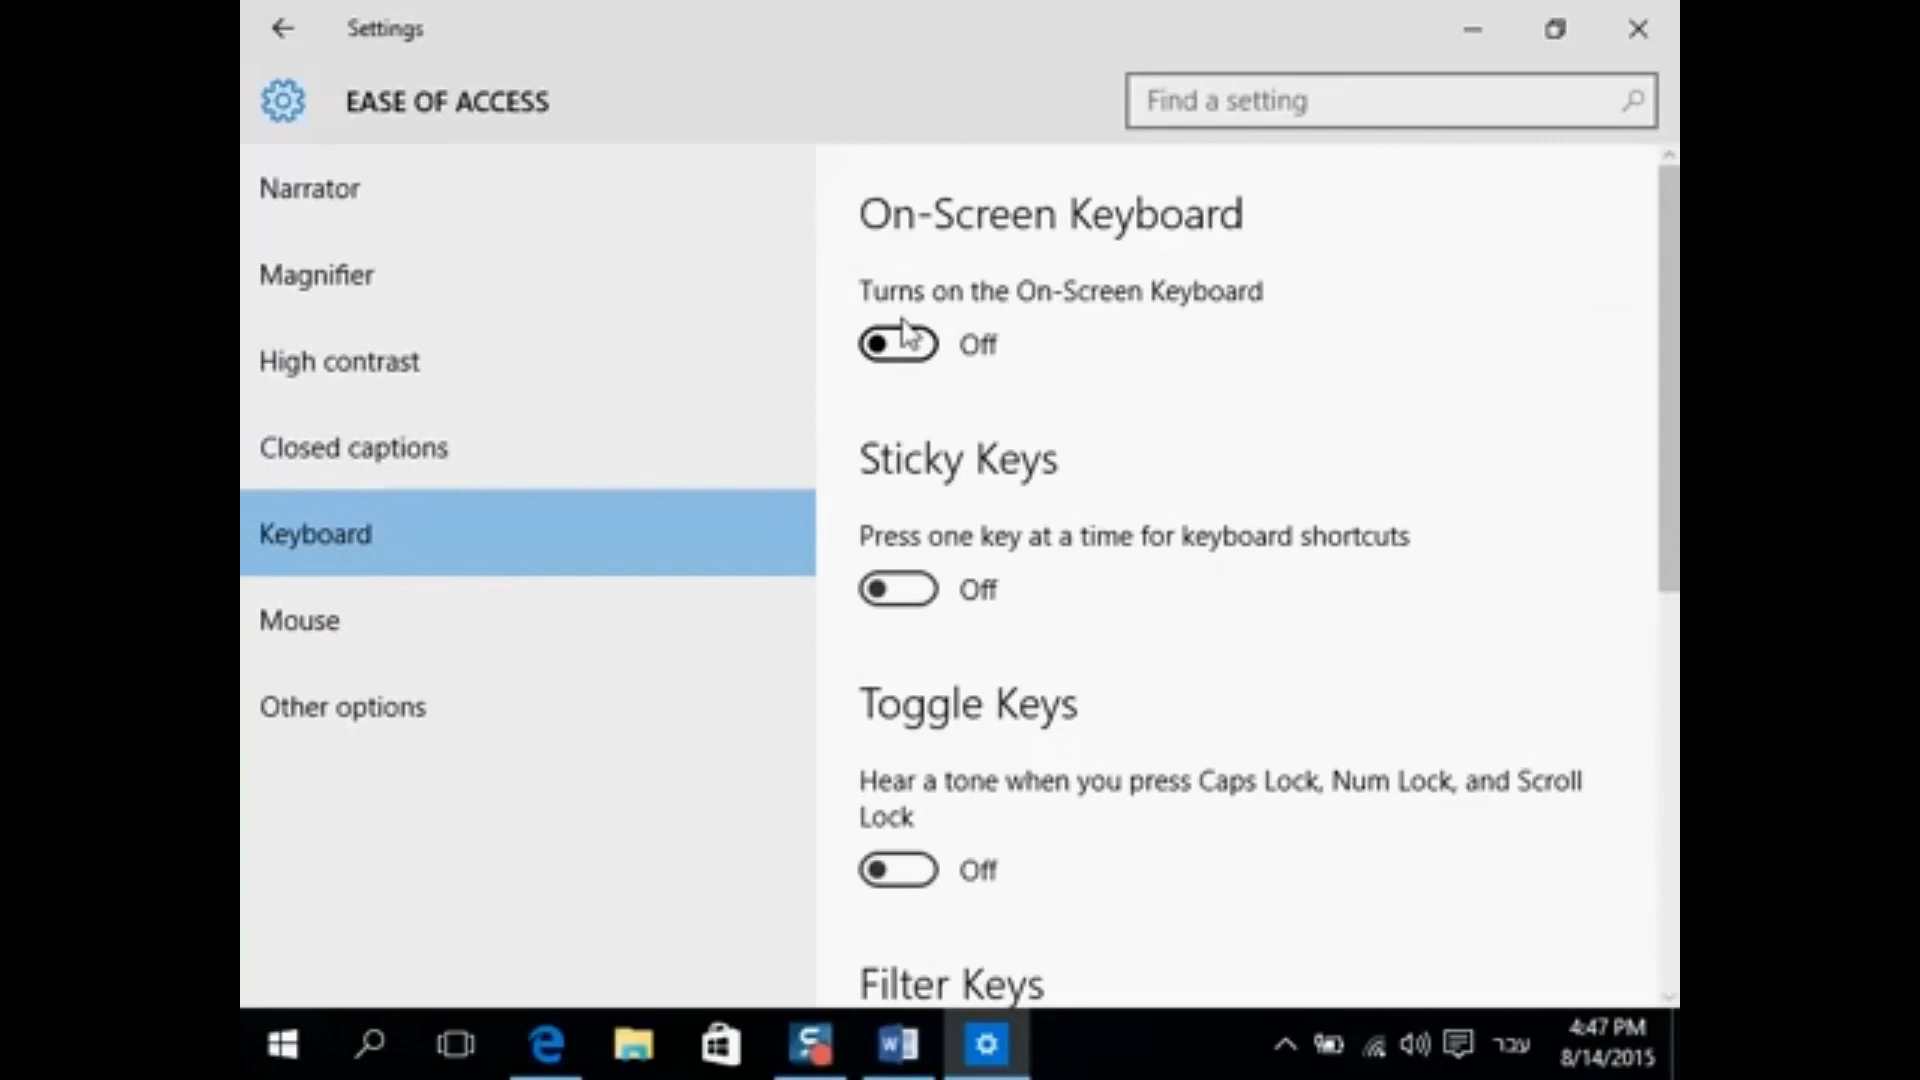 Settings
EASE OF ACCESS
Find a setting
Narrator
Magnifier
High contrast
Closed captions
Keyboard
Mouse
Other options
On-Screen Keyboard
Turns on the On-Screen Keyboard
Off
Sticky Keys
Press one key at a time for keyboard shortcuts
Off
Toggle Keys
Hear a tone when you press Caps Lock, Num Lock, and Scroll
Lock
Off
Filter Keys
עבר
4:47 PM
8/14/2015